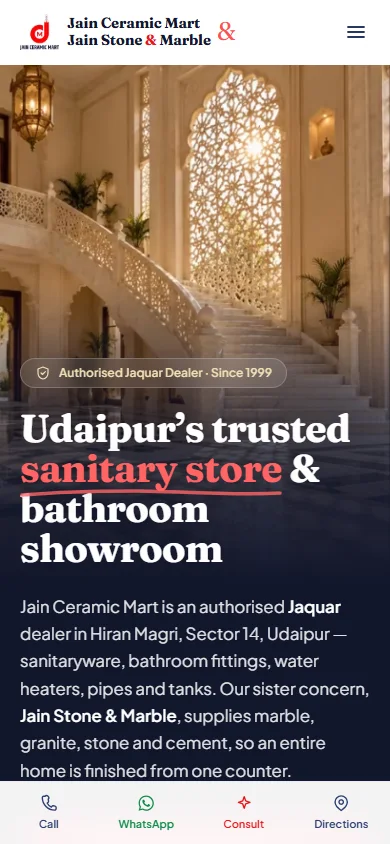 JAIN CERAMIC MART
Jain Ceramic Mart
Jain Stone & Marble
&
Authorised Jaquar Dealer · Since 1999
Udaipur’s trusted
sanitary store &
bathroom
showroom
Jain Ceramic Mart is an authorised Jaquar
dealer in Hiran Magri, Sector 14, Udaipur —
sanitaryware, bathroom fittings, water
heaters, pipes and tanks. Our sister concern,
Jain Stone & Marble, supplies marble,
granite, stone and cement, so an entire
home is finished from one counter.
Call
WhatsApp
Consult
Directions